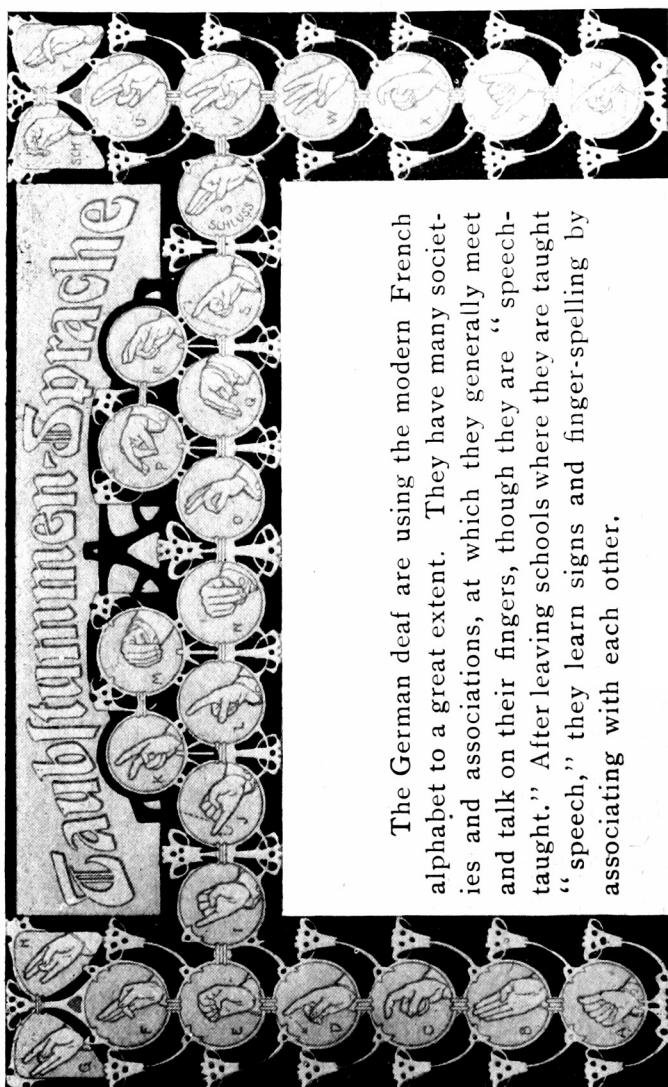 Taubstummen-Sprache
G
H
F
E
D
C
B
A
I
J
K
L
M
N
O
P
Q
R
S
S
SCHLUSS
SCH
U
V
W
X
Y
Z
The German deaf are using the modern French
alphabet to a great extent. They have many societ-
ies and associations, at which they generally meet
and talk on their fingers, though they are “ speech-
taught.” After leaving schools where they are taught
“ speech,” they learn signs and finger-spelling by
associating with each other.